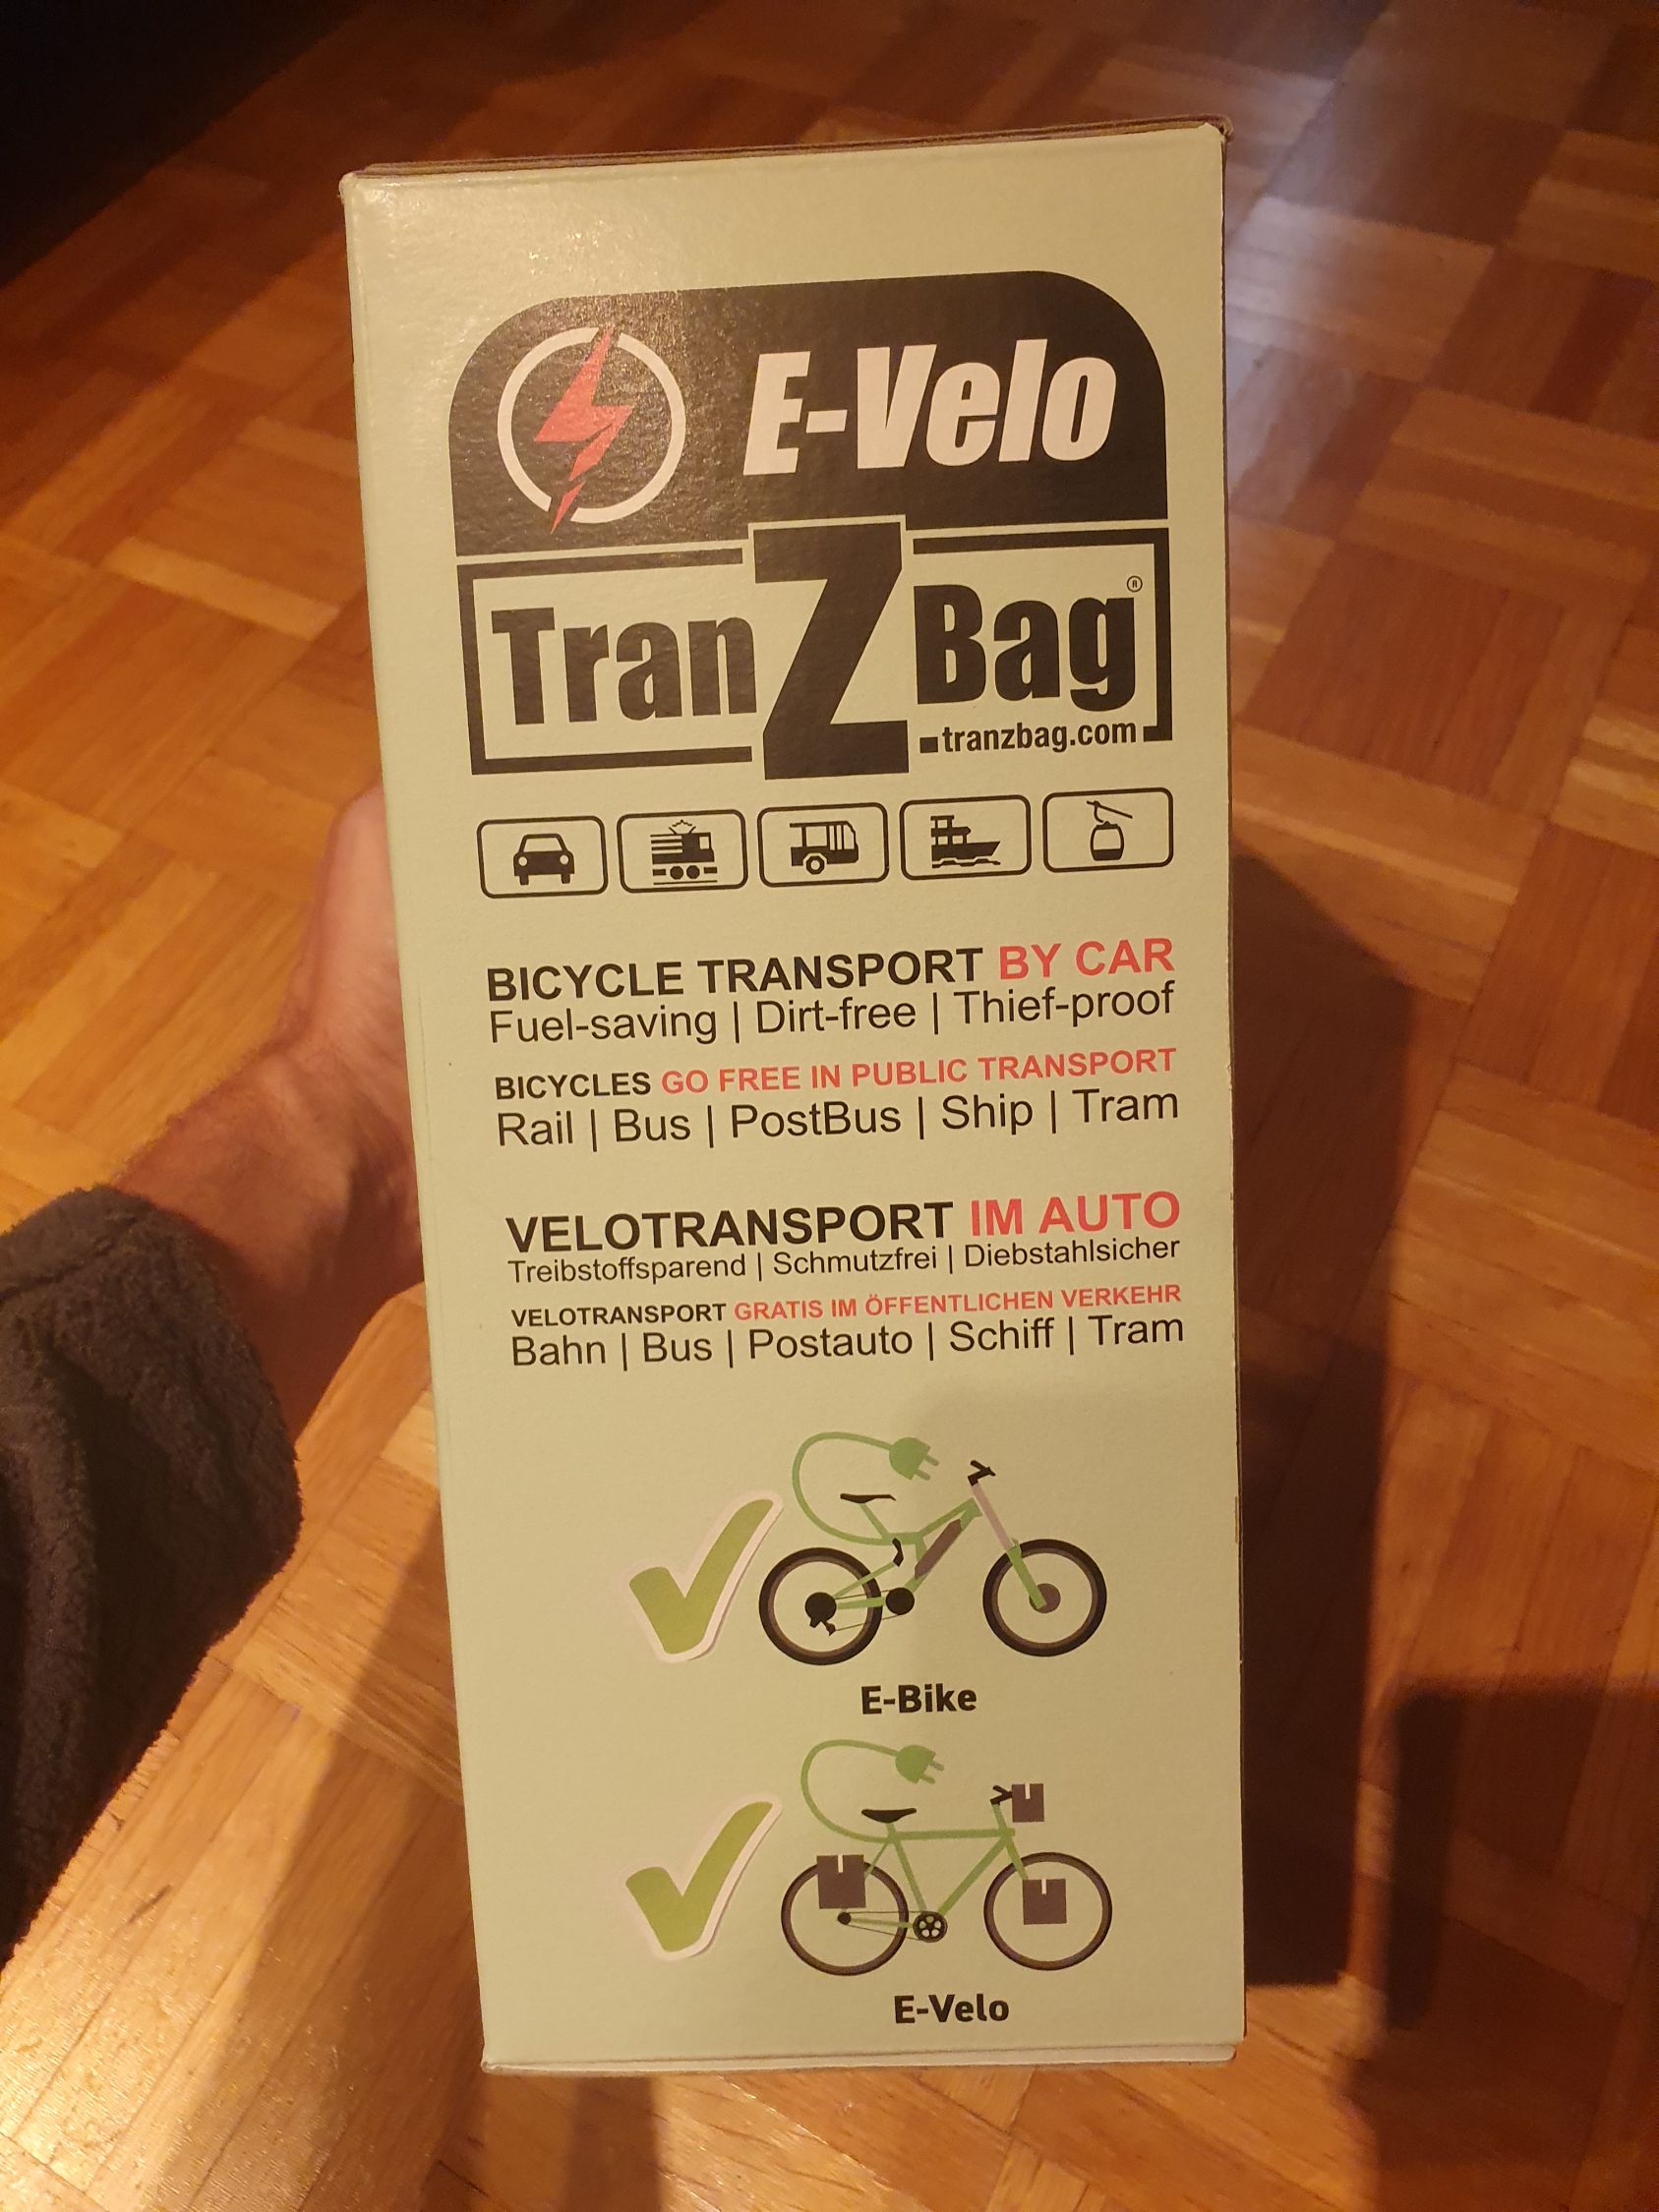 E-Velo
TranZBag®
tranzbag.com
BICYCLE TRANSPORT BY CAR
Fuel-saving | Dirt-free | Thief-proof
BICYCLES GO FREE IN PUBLIC TRANSPORT
Rail | Bus | PostBus | Ship | Tram
VELOTRANSPORT IM AUTO
Treibstoffsparend | Schmutzfrei | Diebstahlsicher
VELOTRANSPORT GRATIS IM ÖFFENTLICHEN VERKEHR
Bahn | Bus | Postauto | Schiff | Tram
E-Bike
E-Velo